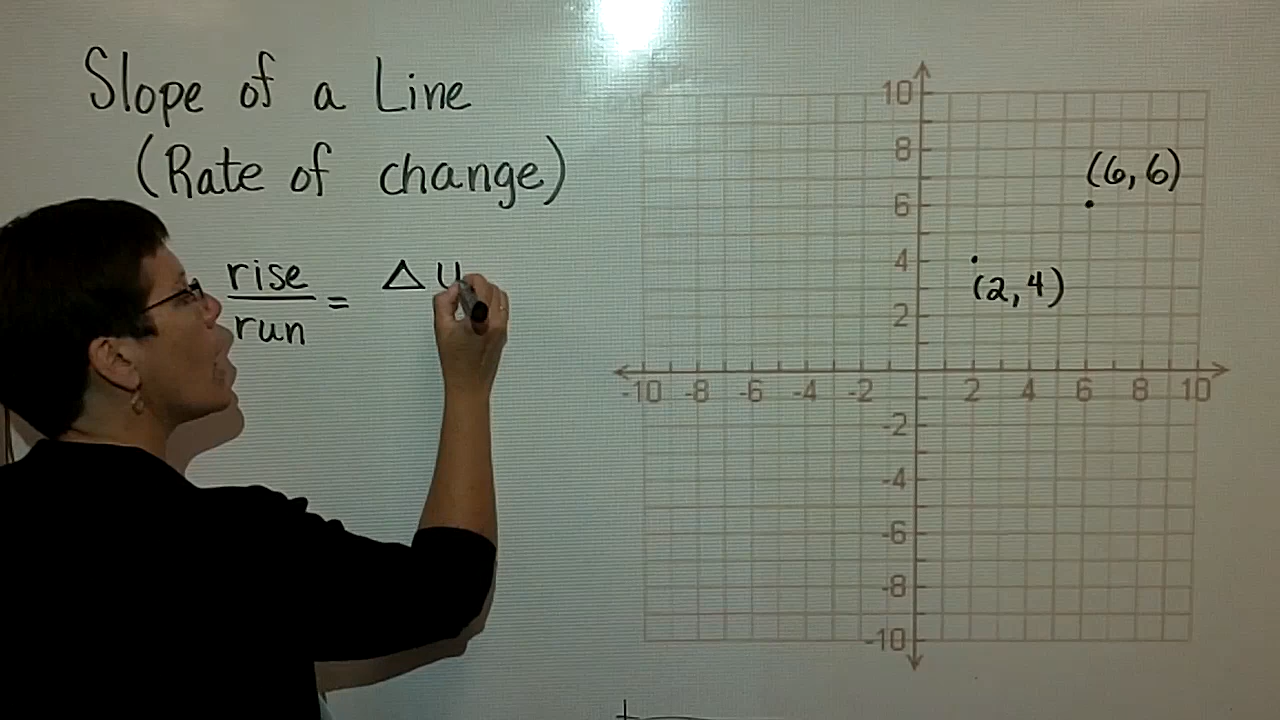 Slope of a Line
(Rate of change)
rise
run
=
Δ
(6,6)
(2,4)
10
8
6
4
2
-10 -8 -6 -4 -2 2 4 6 8 10
-2
-4
-6
-8
-10